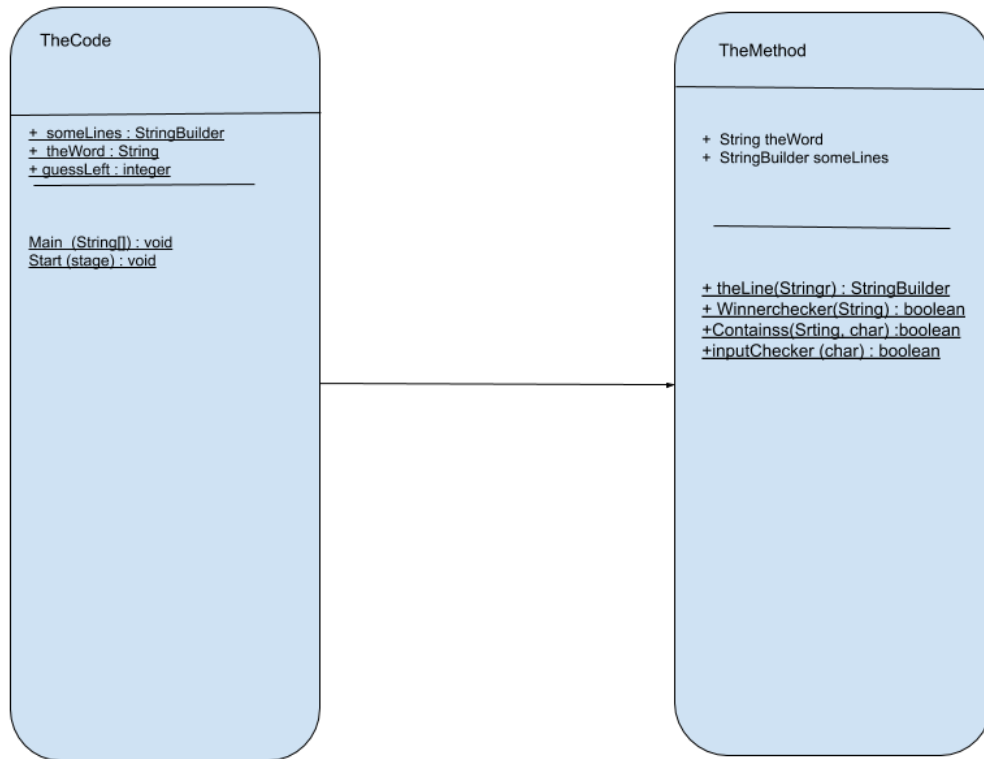 TheCode
+ someLines : StringBuilder
+ theWord : String
+ guessLeft : integer
Main (String[]) : void
Start (stage) : void
TheMethod
+ String theWord
+ StringBuilder someLines
+ theLine(Stringr) : StringBuilder
+ Winnerchecker(String) : boolean
+Containss(Srting, char) :boolean
+inputChecker (char) : boolean